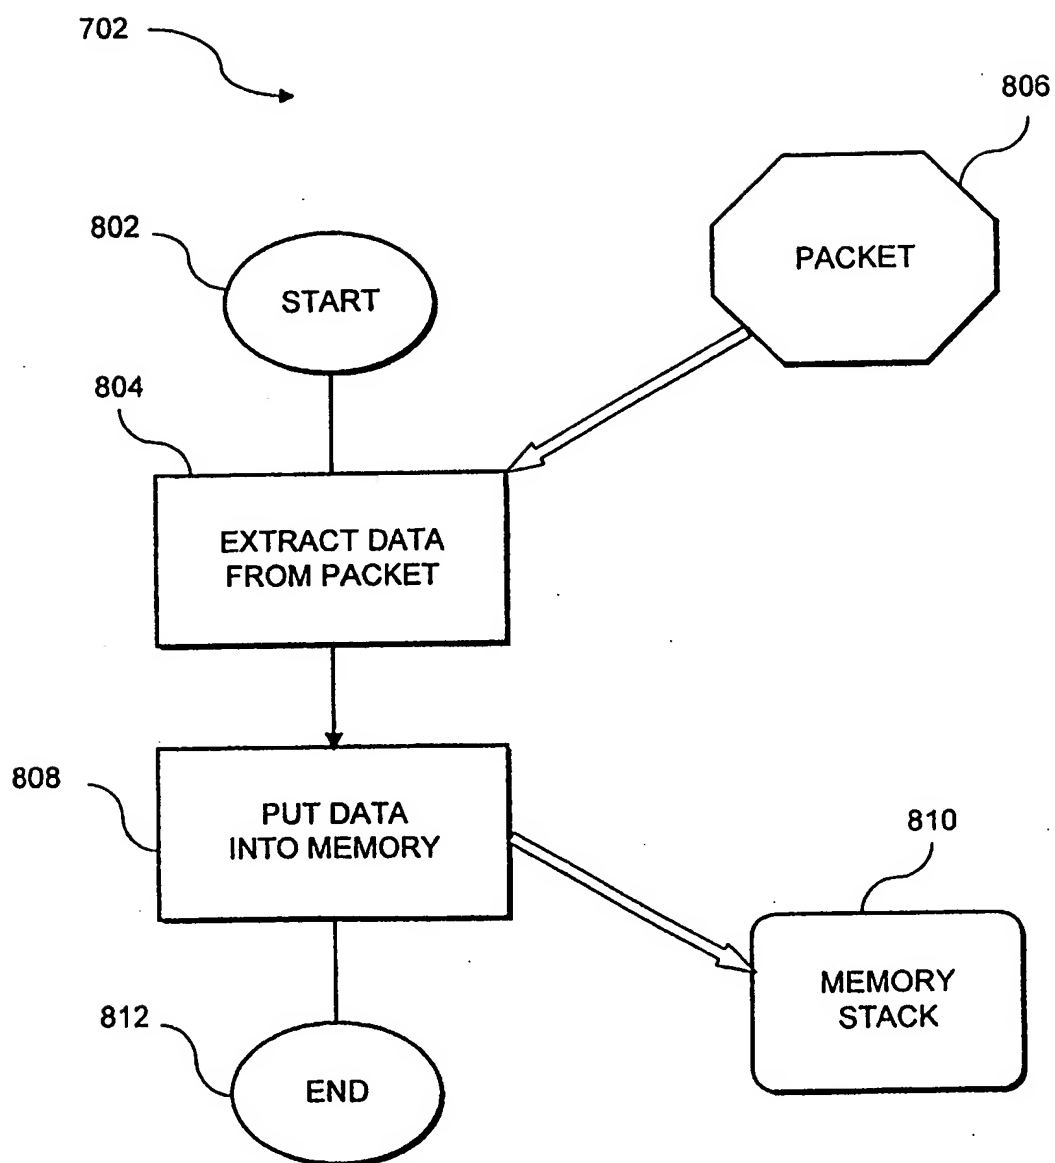 702
806
PACKET
802
START
804
EXTRACT DATA
FROM PACKET
808
PUT DATA
INTO MEMORY
810
MEMORY
STACK
812
END